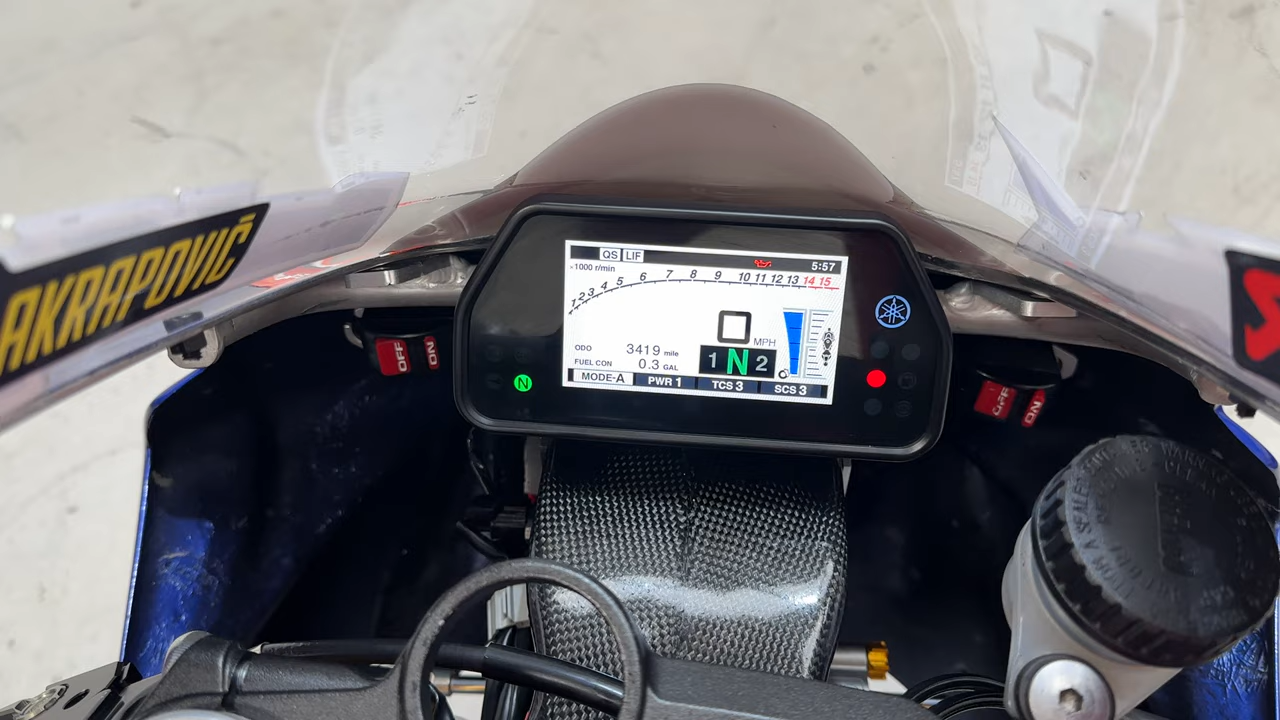 AKRAPOVIČ
QS LIF
5:57
×1000 r/min
1 2 3 4 5 6 7 8 9 10 11 12 13 14 15
0 MPH
ODO 3419 mile
FUEL CON 0.3 GAL
1 N 2
MODE-A PWR 1 TCS 3 SCS 3
N
OFF ON
OFF ON